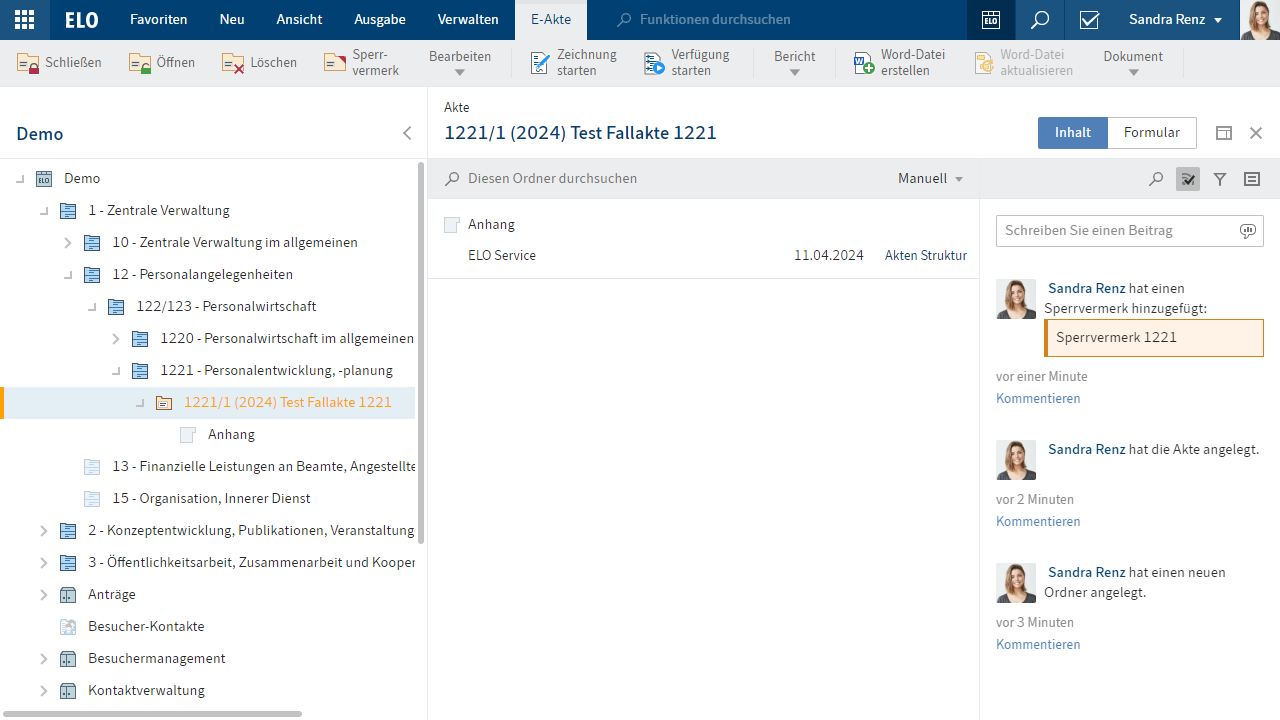 ELO Favoriten Neu Ansicht Ausgabe Verwalten E-Akte Funktionen durchsuchen ELO Sandra Renz
Schließen Öffnen Löschen Sperr- Bearbeiten Zeichnung Verfügung Bericht Word-Datei Word-Datei Dokument
vermerk starten starten erstellen aktualisieren
Demo
ELO Demo
1 - Zentrale Verwaltung
10 - Zentrale Verwaltung im allgemeinen
12 - Personalangelegenheiten
122/123 - Personalwirtschaft
1220 - Personalwirtschaft im allgemeinen
1221 - Personalentwicklung, -planung
1221/1 (2024) Test Fallakte 1221
Anhang
13 - Finanzielle Leistungen an Beamte, Angestellte
15 - Organisation, Innerer Dienst
2 - Konzeptentwicklung, Publikationen, Veranstaltunge
3 - Öffentlichkeitsarbeit, Zusammenarbeit und Kooper
Anträge
Besucher-Kontakte
Besuchermanagement
Kontaktverwaltung
Akte
1221/1 (2024) Test Fallakte 1221
Inhalt Formular
Diesen Ordner durchsuchen Manuell
Anhang
ELO Service 11.04.2024 Akten Struktur
Schreiben Sie einen Beitrag
Sandra Renz hat einen
Sperrvermerk hinzugefügt:
Sperrvermerk 1221
vor einer Minute
Kommentieren
Sandra Renz hat die Akte angelegt.
vor 2 Minuten
Kommentieren
Sandra Renz hat einen neuen
Ordner angelegt.
vor 3 Minuten
Kommentieren